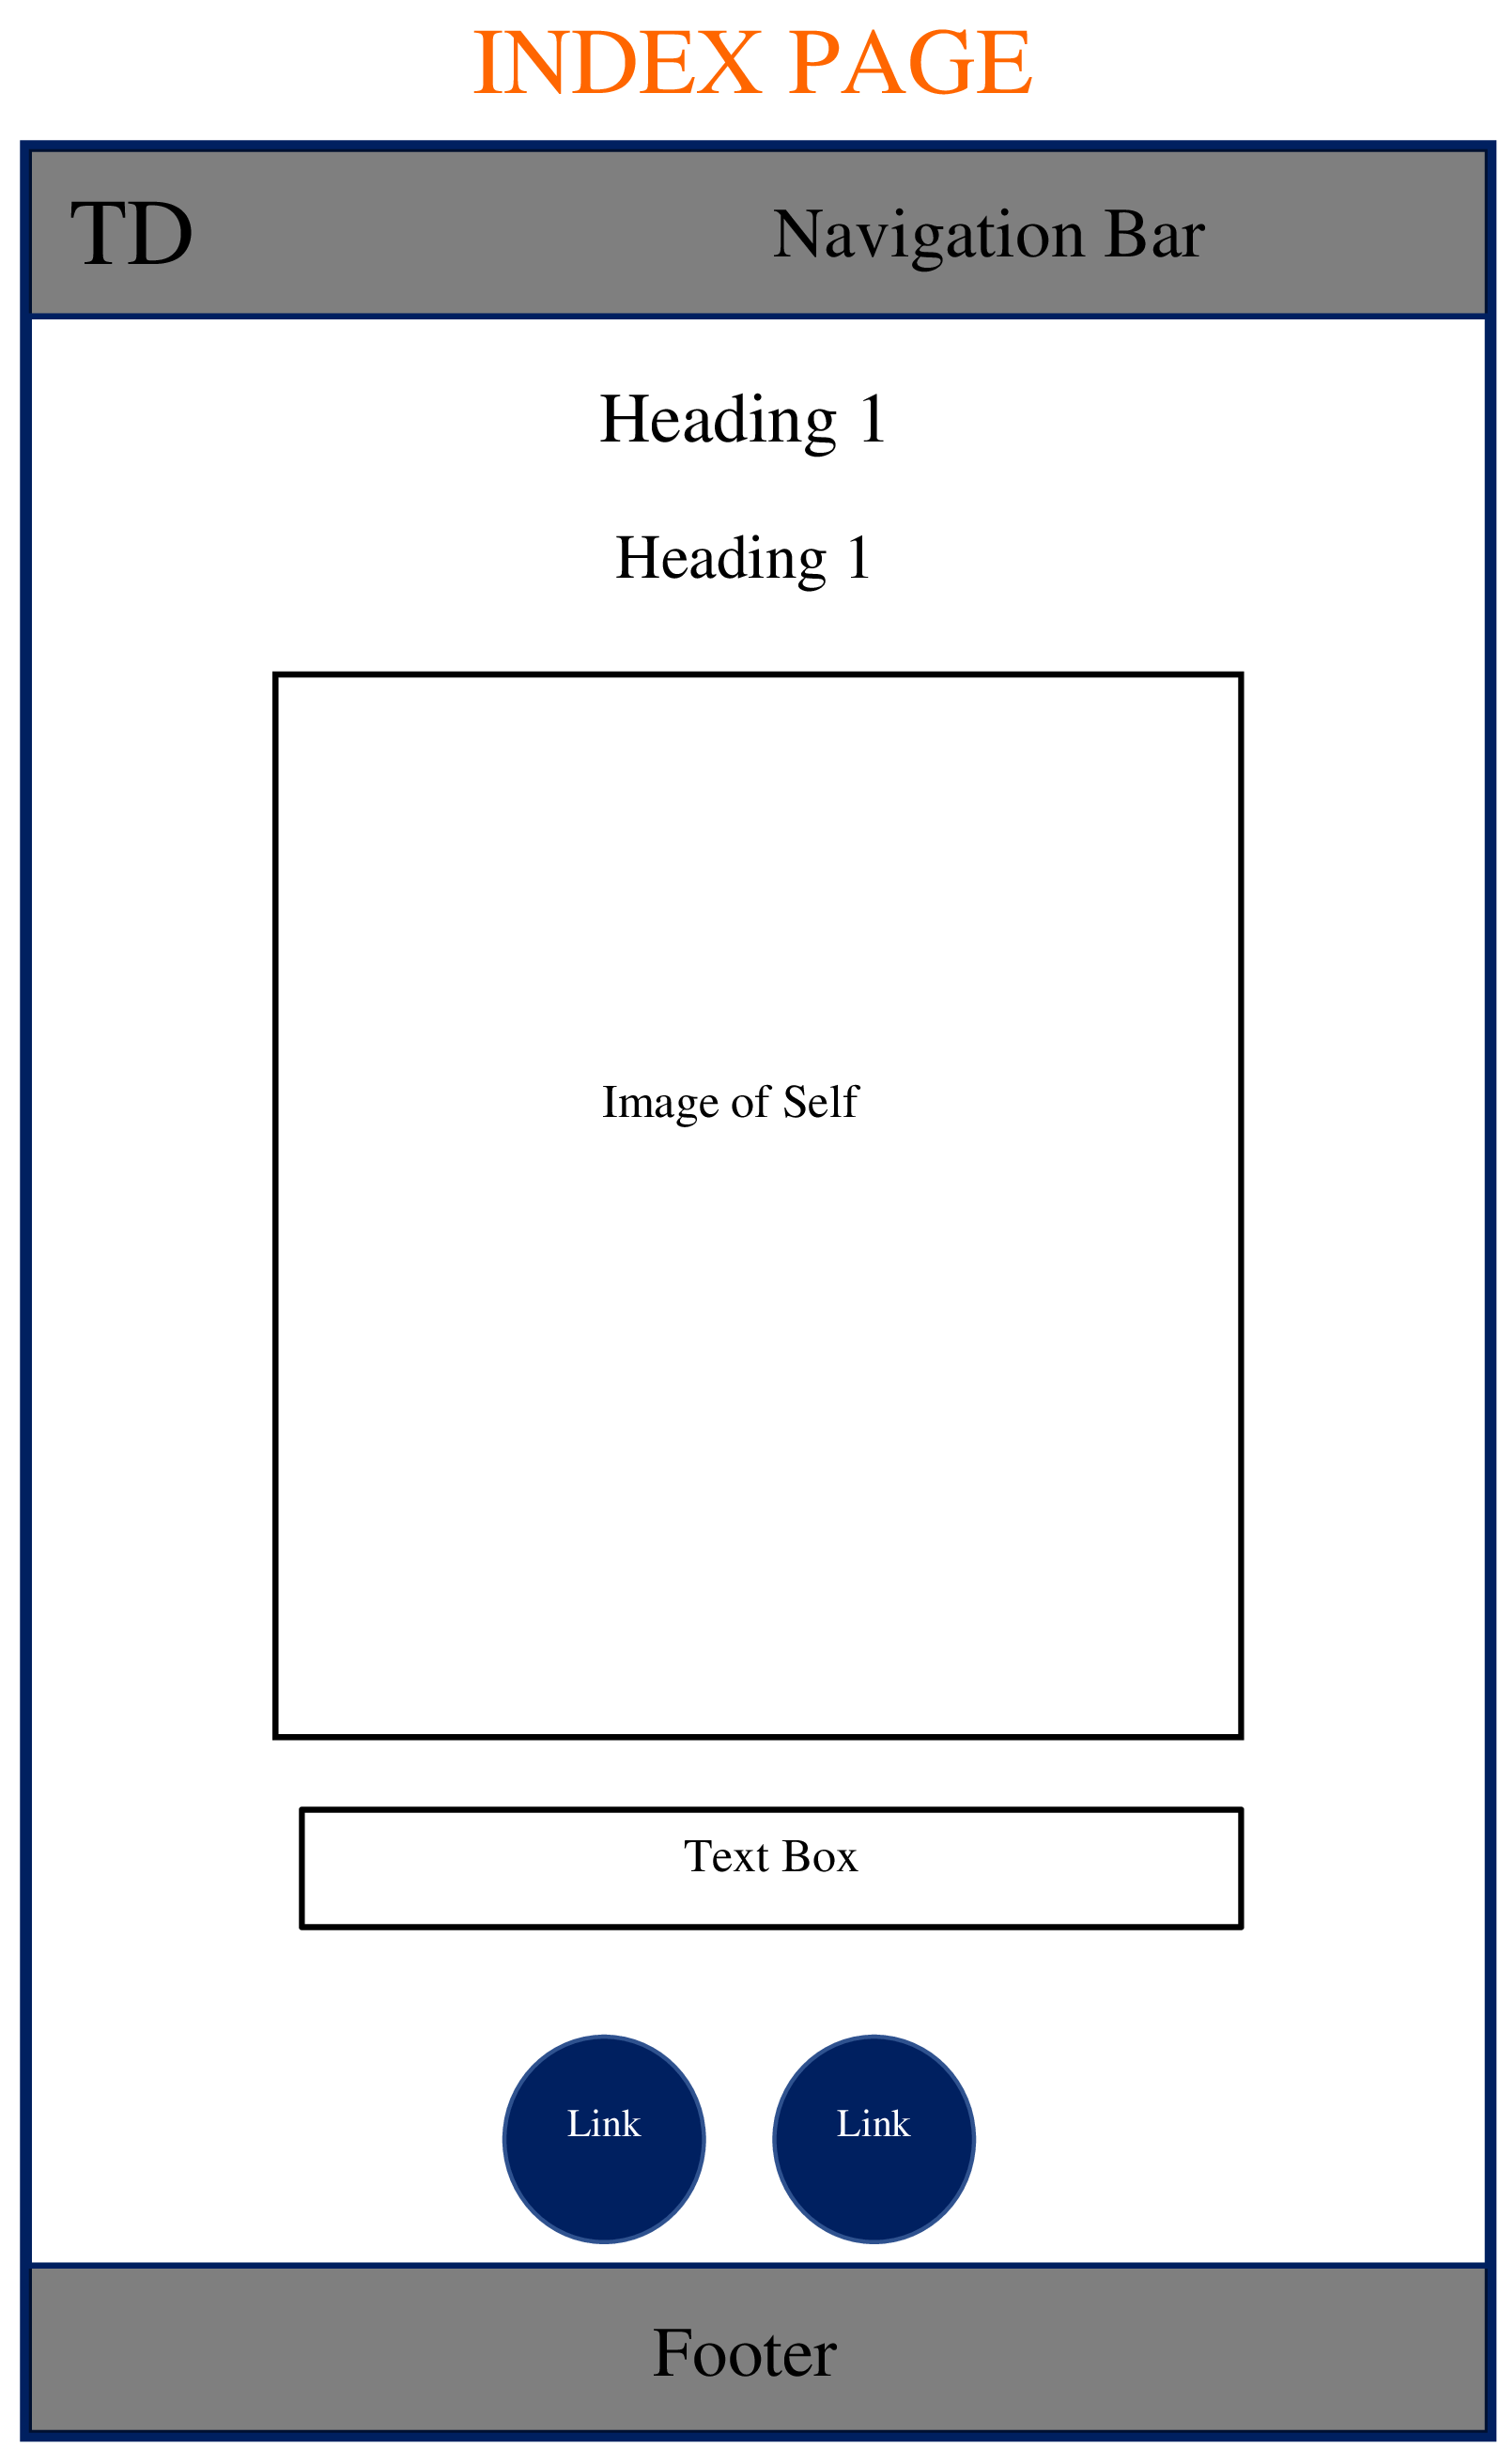 INDEX PAGE
TD Navigation Bar
Heading 1
Heading 1
Image of Self
Text Box
Link Link
Footer